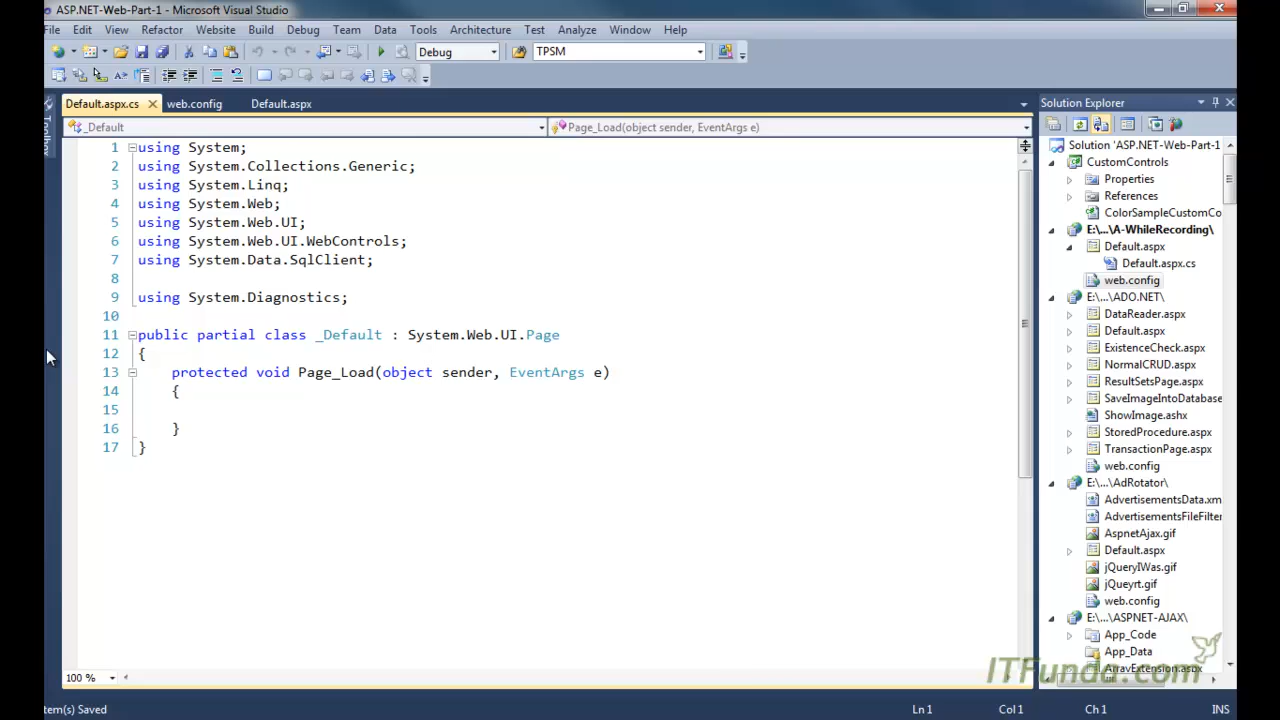 ASP.NET-Web-Part-1 - Microsoft Visual Studio
File Edit View Refactor Website Build Debug Team Data Tools Architecture Test Analyze Window Help
Debug TPSM
Default.aspx.cs web.config Default.aspx
_Default Page_Load(object sender, EventArgs e)
Toolbox
1 using System;
2 using System.Collections.Generic;
3 using System.Linq;
4 using System.Web;
5 using System.Web.UI;
6 using System.Web.UI.WebControls;
7 using System.Data.SqlClient;
8
9 using System.Diagnostics;
10
11 public partial class _Default : System.Web.UI.Page
12 {
13 protected void Page_Load(object sender, EventArgs e)
14 {
15
16 }
17 }
100 %
Solution Explorer
Solution 'ASP.NET-Web-Part-1
CustomControls
Properties
References
ColorSampleCustomCo
E:\...\A-WhileRecording\
Default.aspx
Default.aspx.cs
web.config
E:\...\ADO.NET\
DataReader.aspx
Default.aspx
ExistenceCheck.aspx
NormalCRUD.aspx
ResultSetsPage.aspx
SaveImageIntoDatabase
ShowImage.ashx
StoredProcedure.aspx
TransactionPage.aspx
web.config
E:\...\AdRotator\
AdvertisementsData.xm
AdvertisementsFileFilter
AspnetAjax.gif
Default.aspx
jQueryIWas.gif
jQueyrt.gif
web.config
E:\...\ASPNET-AJAX\
App_Code
App_Data
ArrayExtension.aspx
ITFunda.com
tem(s) Saved Ln 1 Col 1 Ch 1 INS